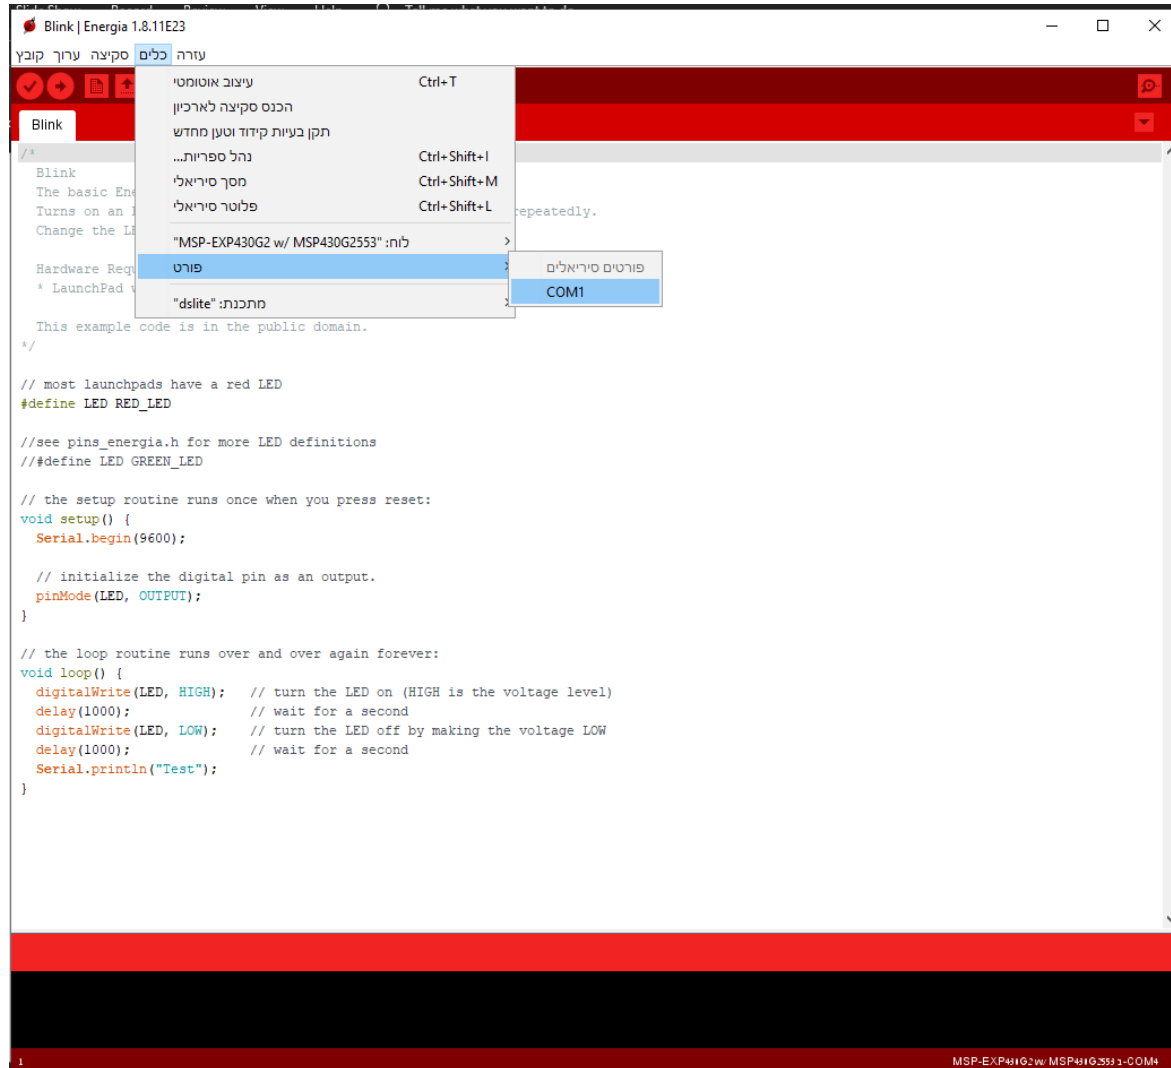 Blink | Energia 1.8.11E23
קובץ ערוך סקיצה כלים עזרה
עיצוב אוטומטי Ctrl+T
הכנס סקיצה לארכיון
תקן בעיות קידוד וטען מחדש
נהל ספריות... Ctrl+Shift+I
מסך סיריאלי Ctrl+Shift+M
פלוטר סיריאלי Ctrl+Shift+L
לוח: "MSP-EXP430G2 w/ MSP430G2553"
פורט
מתכנת: "dslite"
פורטים סיריאלים
COM1
Blink
/*
Blink
The basic Ene
Turns on an repeatedly.
Change the LE
Hardware Requ
* LaunchPad
This example code is in the public domain.
*/
// most launchpads have a red LED
#define LED RED_LED
//see pins_energia.h for more LED definitions
//#define LED GREEN_LED
// the setup routine runs once when you press reset:
void setup() {
Serial.begin(9600);
// initialize the digital pin as an output.
pinMode(LED, OUTPUT);
}
// the loop routine runs over and over again forever:
void loop() {
digitalWrite(LED, HIGH);   // turn the LED on (HIGH is the voltage level)
delay(1000);               // wait for a second
digitalWrite(LED, LOW);    // turn the LED off by making the voltage LOW
delay(1000);               // wait for a second
Serial.println("Test");
}
1
MSP-EXP430G2 w/ MSP430G2553 ב-COM4